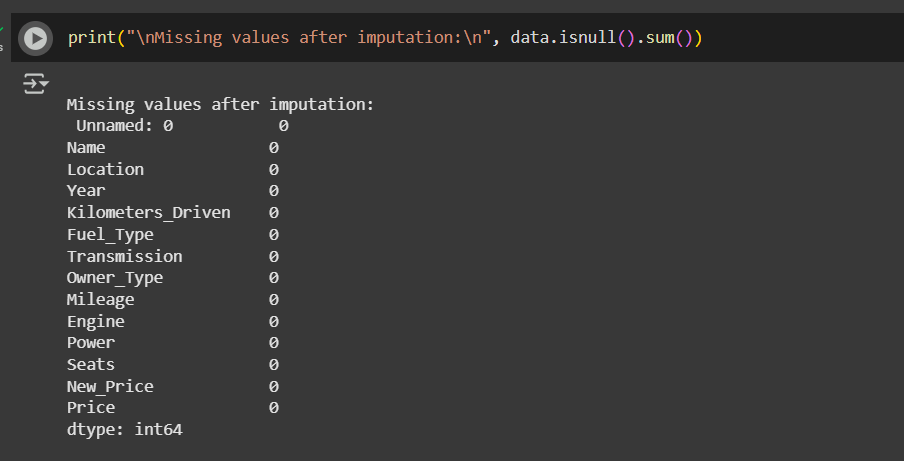 print("\nMissing values after imputation:\n", data.isnull().sum())
s
Missing values after imputation:
 Unnamed: 0           0
Name                 0
Location             0
Year                 0
Kilometers_Driven    0
Fuel_Type            0
Transmission         0
Owner_Type           0
Mileage              0
Engine               0
Power                0
Seats                0
New_Price            0
Price                0
dtype: int64